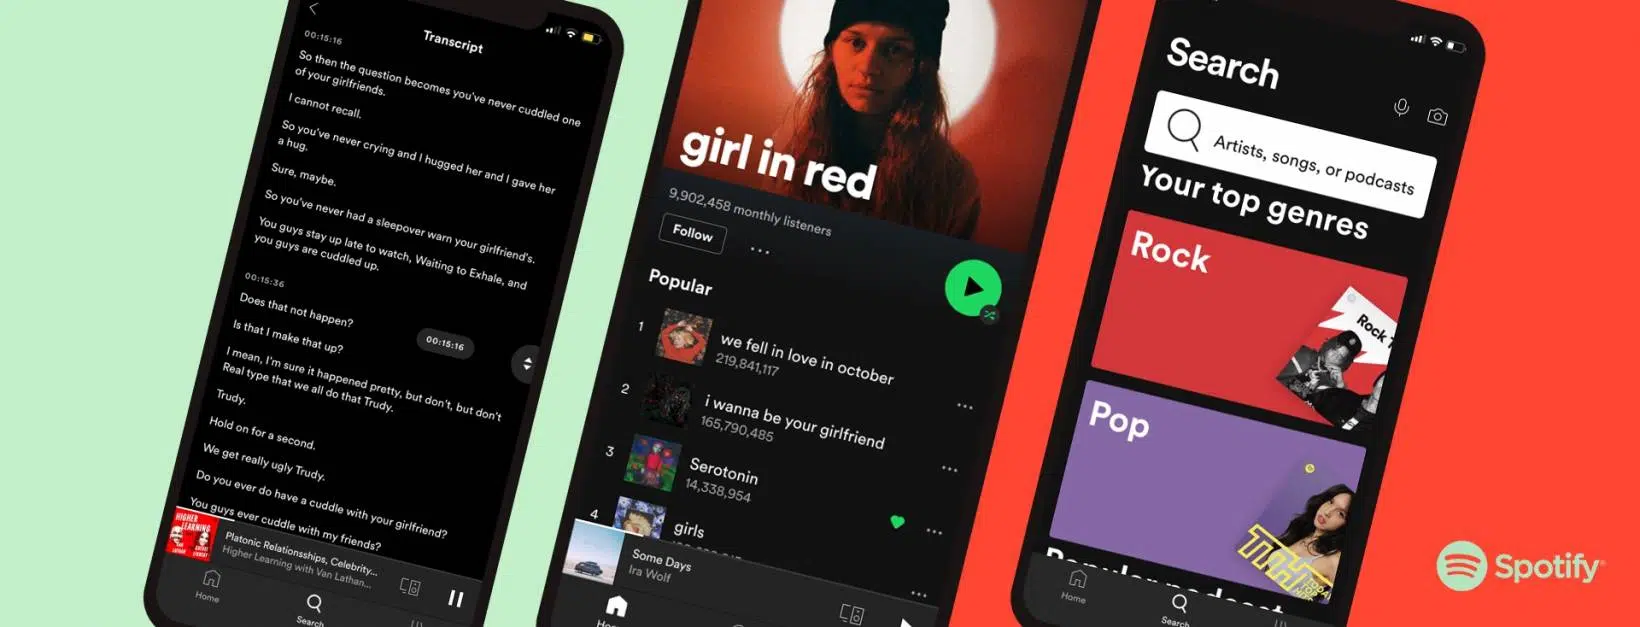 00:15:16
Transcript
So then the question becomes you've never cuddled one
of your girlfriends.
I cannot recall.
So you've never crying and I hugged her and I gave her
a hug.
Sure, maybe.
So you've never had a sleepover warn your girlfriend's.
You guys stay up late to watch, Waiting to Exhale, and
you guys are cuddled up.
00:15:36
Does that not happen?
Is that I make that up?
00:15:16
I mean, I'm sure it happened pretty, but don't, but don't
Real type that we all do that Trudy.
Trudy.
Hold on for a second.
We get really ugly Trudy.
Do you ever do have a cuddle with your girlfriend?
You guys ever cuddle with my friends?
HIGHER
LEARNING
Platonic Relationsships, Celebrity...
Higher Learning with Van Lathan...
Home
Search
girl in red
9,902,458 monthly listeners
Follow
Popular
1
we fell in love in october
219,841,117
2
i wanna be your girlfriend
165,790,485
3
Serotonin
14,338,954
4
girls
Some Days
Ira Wolf
Search
Artists, songs, or podcasts
Your top genres
Rock
Rock
Pop
TTH
TODAY
TOP
Popular podcast
Home
Search
Spotify